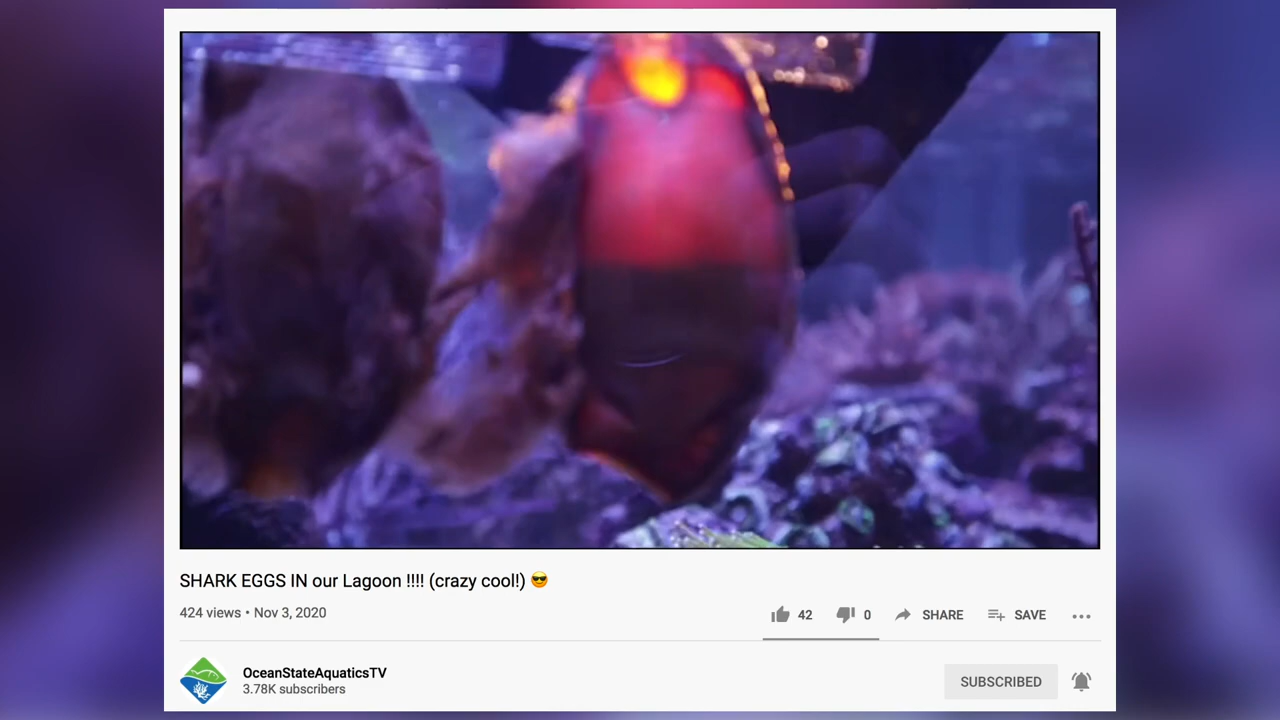 SHARK EGGS IN our Lagoon !!!! (crazy cool!) 😎
424 views • Nov 3, 2020
42 0 SHARE SAVE
OceanStateAquaticsTV
3.78K subscribers
SUBSCRIBED